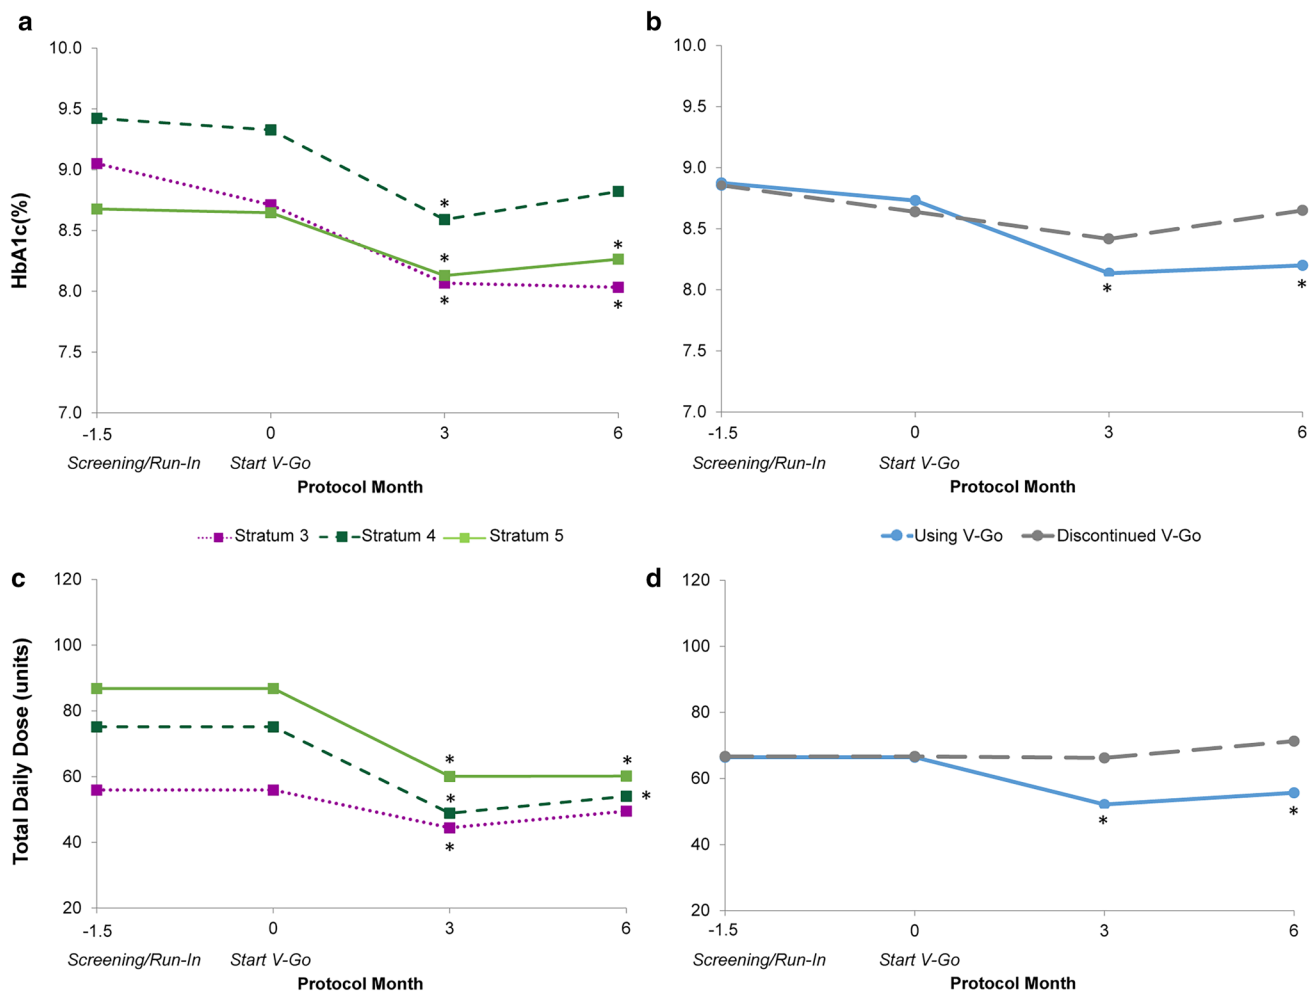 a
10.0
9.5
9.0
8.5
8.0
7.5
7.0
HbA1c(%)
*
*
*
*
*
-1.5
0
3
6
Screening/Run-In
Start V-Go
Protocol Month
Stratum 3
Stratum 4
Stratum 5
b
10.0
9.5
9.0
8.5
8.0
7.5
7.0
*
*
-1.5
0
3
6
Screening/Run-In
Start V-Go
Protocol Month
Using V-Go
Discontinued V-Go
c
120
100
80
60
40
20
Total Daily Dose (units)
*
*
*
*
*
-1.5
0
3
6
Screening/Run-In
Start V-Go
Protocol Month
d
120
100
80
60
40
20
*
*
-1.5
0
3
6
Screening/Run-In
Start V-Go
Protocol Month